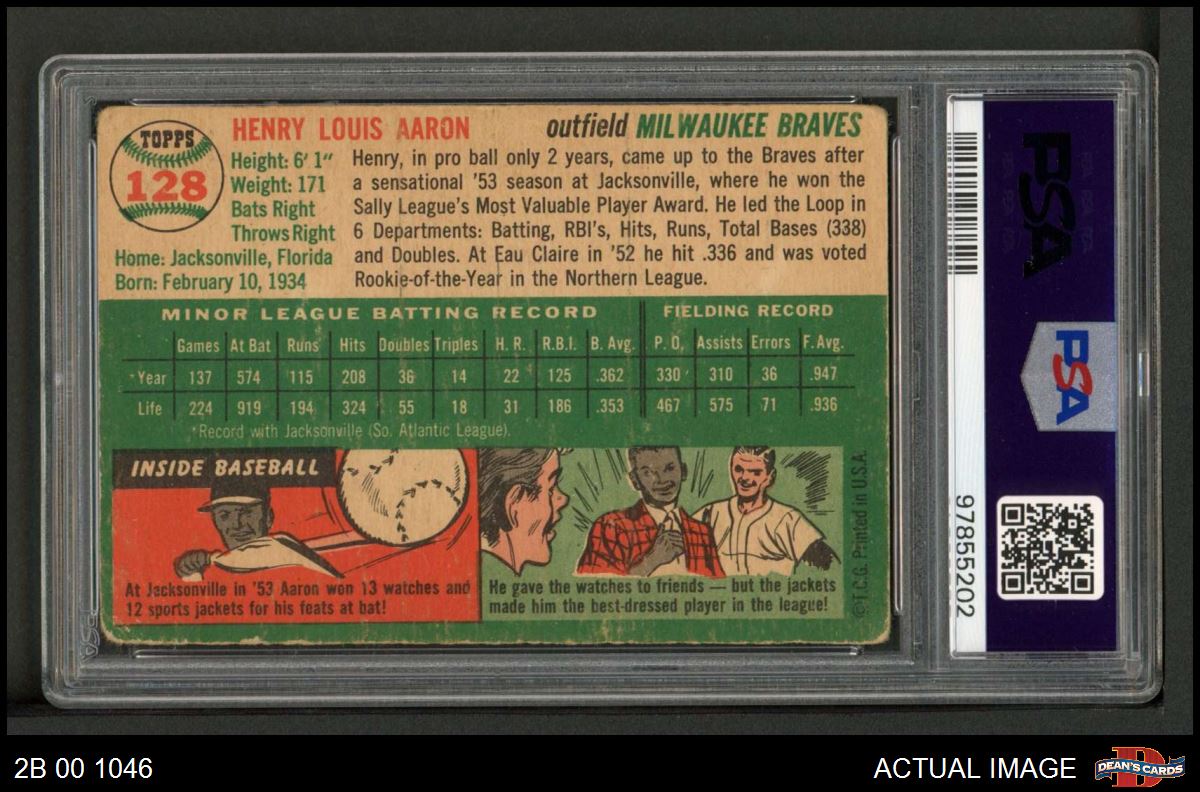 TOPPS
128
HENRY LOUIS AARON
outfield MILWAUKEE BRAVES
Height: 6' 1"
Weight: 171
Bats Right
Throws Right
Home: Jacksonville, Florida
Born: February 10, 1934
Henry, in pro ball only 2 years, came up to the Braves after
a sensational '53 season at Jacksonville, where he won the
Sally League's Most Valuable Player Award. He led the Loop in
6 Departments: Batting, RBI's, Hits, Runs, Total Bases (338)
and Doubles. At Eau Claire in '52 he hit .336 and was voted
Rookie-of-the-Year in the Northern League.
MINOR LEAGUE BATTING RECORD FIELDING RECORD
Games At Bat Runs Hits Doubles Triples H. R. R.B.I. B. Avg. P. O. Assists Errors F. Avg.
*Year 137 574 115 208 36 14 22 125 .362 330 310 36 .947
Life 224 919 194 324 55 18 31 186 .353 467 575 71 .936
*Record with Jacksonville (So. Atlantic League).
INSIDE BASEBALL
At Jacksonville in '53 Aaron won 13 watches and
12 sports jackets for his feats at bat!
He gave the watches to friends — but the jackets
made him the best-dressed player in the league!
©T.C.G. Printed in U.S.A.
PSA
PSA
97855202
PSA
2B 00 1046
ACTUAL IMAGE
DEAN'S CARDS